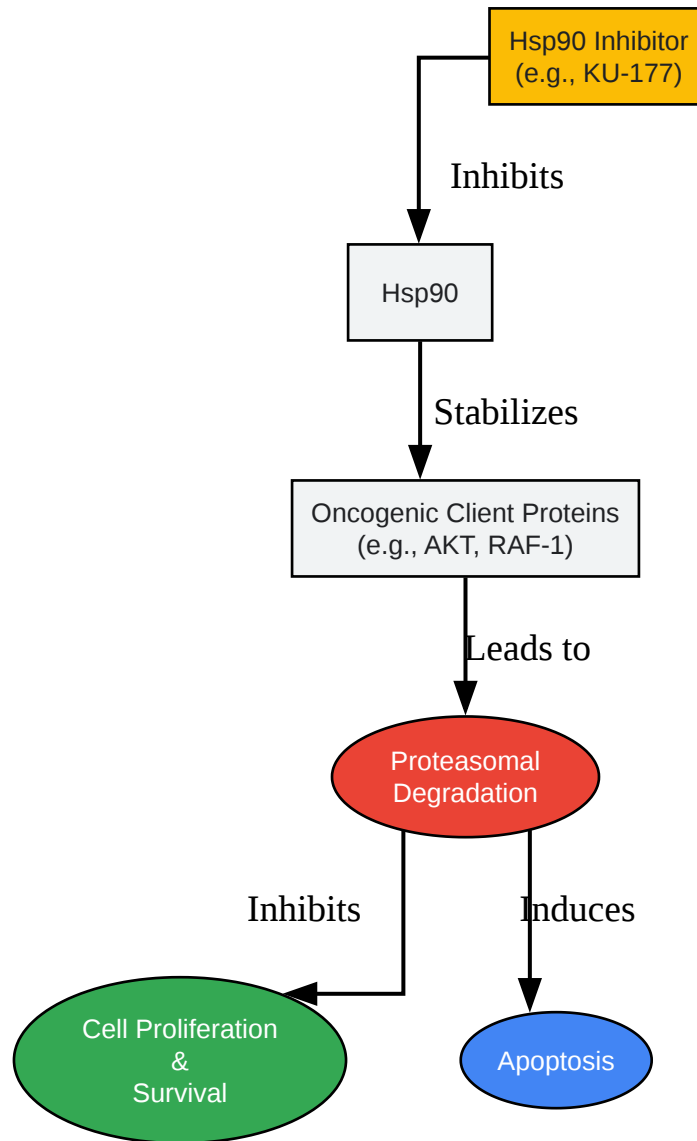 Hsp90 Inhibitor
(e.g., KU-177)
Inhibits
Hsp90
Stabilizes
Oncogenic Client Proteins
(e.g., AKT, RAF-1)
Leads to
Proteasomal
Degradation
Inhibits
Induces
Cell Proliferation
&
Survival
Apoptosis